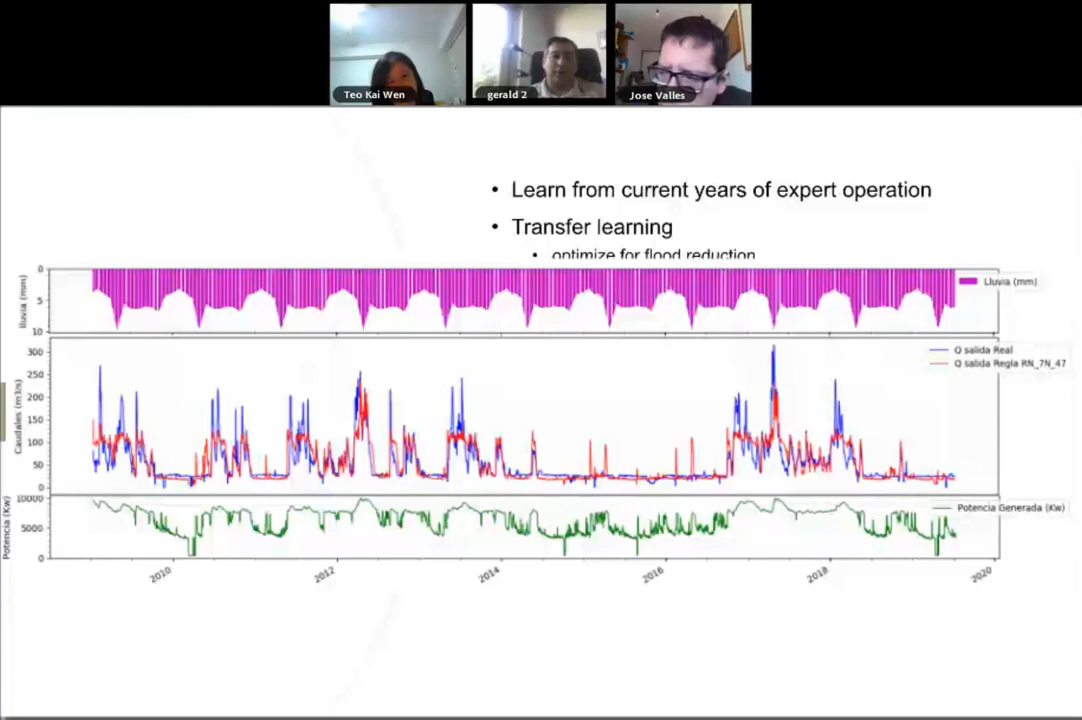 Teo Kai Wen
gerald 2
Jose Valles
• Learn from current years of expert operation
• Transfer learning
• optimize for flood reduction
lluvia (mm)
0
5
10
Lluvia (mm)
Caudales (m3/s)
300
250
200
150
100
50
0
Q salida Real
Q salida Regla RN_7N_47
Potencia (Kw)
10000
5000
0
Potencia Generada (Kw)
2010
2012
2014
2016
2018
2020